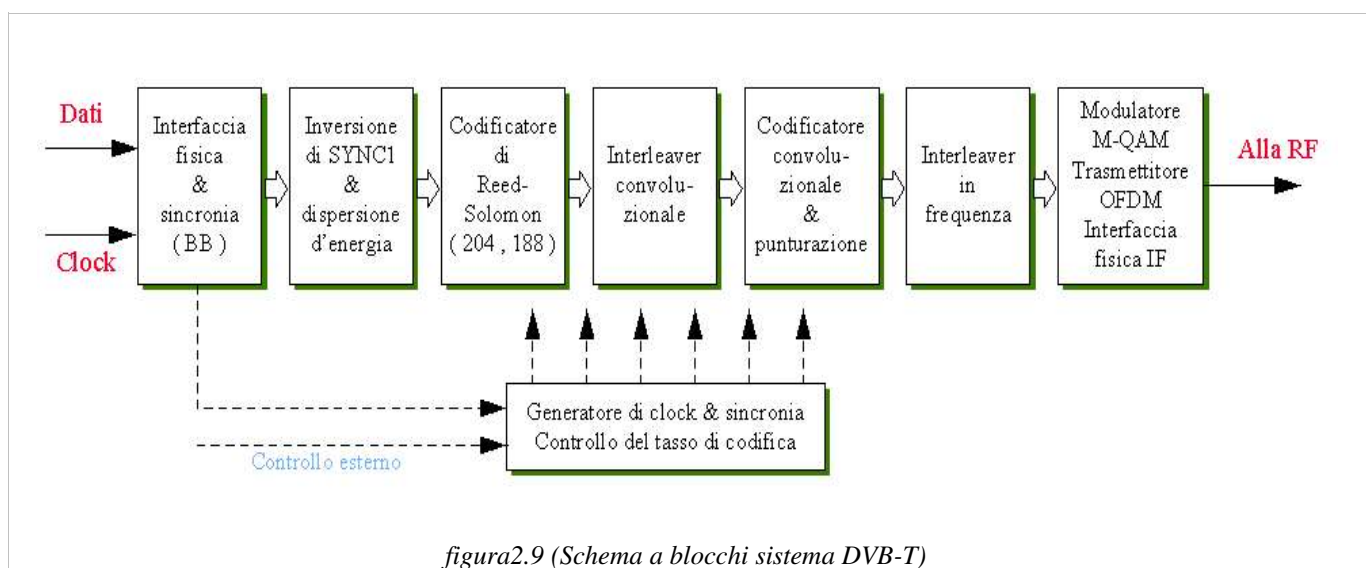 Dati
Clock
Interfaccia
fisica
&
sincronia
( BB )
Inversione
di SYNC1
&
dispersione
d'energia
Codificatore
di
Reed-
Solomon
( 204 , 188 )
Interleaver
convolu-
zionale
Codificatore
convolu-
zionale
&
punturazione
Interleaver
in
frequenza
Modulatore
M-QAM
Trasmettitore
OFDM
Interfaccia
fisica IF
Alla RF
Generatore di clock & sincronia
Controllo del tasso di codifica
Controllo esterno
figura2.9 (Schema a blocchi sistema DVB-T)